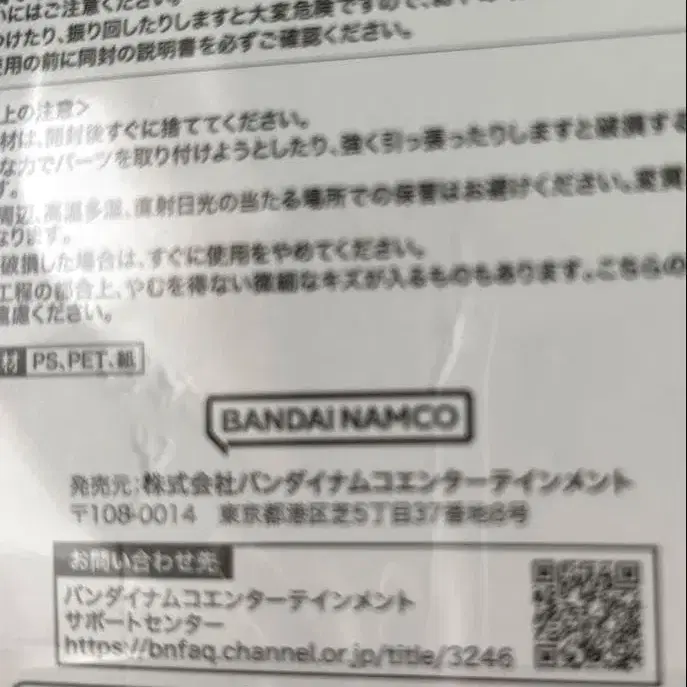 いにはご注意ください。
つけたり、振り回したりしますと大変危険ですので、
使用の前に同封の説明書を必ずご確認ください。
上の注意>
材は、開封後すぐに捨ててください。
な力でパーツを取り付けようとしたり、強く引っ張ったりしますと破損する
す。
周辺、高温多湿、直射日光の当たる場所での保管はお避けください。変質
なります。
破損した場合は、すぐに使用をやめてください。
工程の都合上、やむを得ない微細なキズが入るものもあります。こちらの
遠慮ください。
材 PS、PET、紙
BANDAI NAMCO
発売元:株式会社バンダイナムコエンターテインメント
〒108-0014 東京都港区芝5丁目37番地8号
お問い合わせ先
バンダイナムコエンターテインメント
サポートセンター
https://bnfaq.channel.or.jp/title/3246